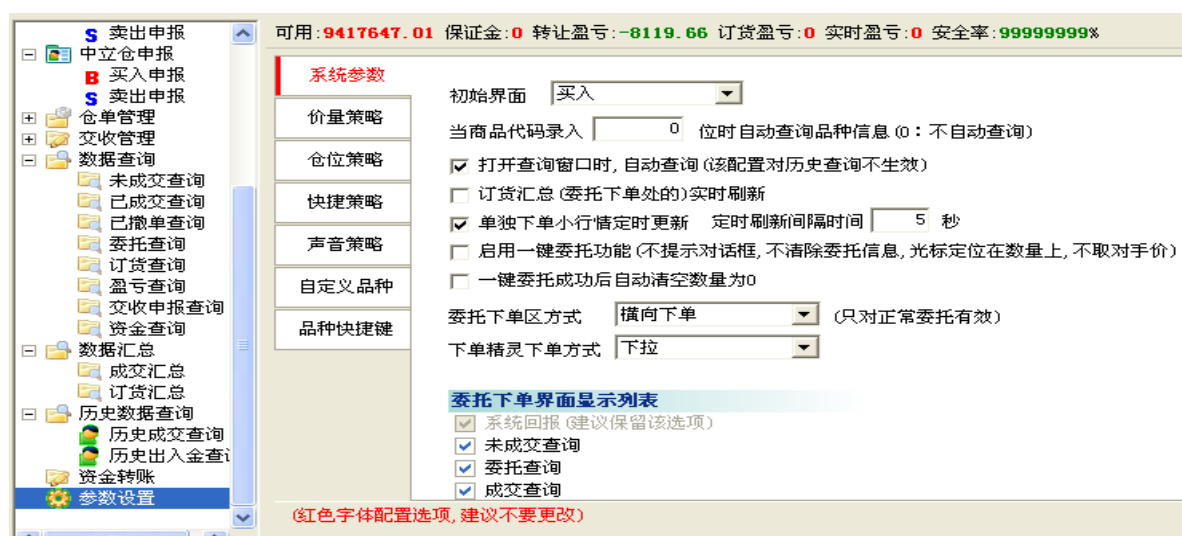 卖出申报
中立仓申报
B 买入申报
S 卖出申报
仓单管理
交收管理
数据查询
未成交查询
已成交查询
已撤单查询
委托查询
订货查询
盈亏查询
交收申报查询
资金查询
数据汇总
成交汇总
订货汇总
历史数据查询
历史成交查询
历史出入金查
资金转账
参数设置
可用:9417647.01 保证金:0 转让盈亏:-8119.66 订货盈亏:0 实时盈亏:0 安全率:99999999%
系统参数
价量策略
仓位策略
快捷策略
声音策略
自定义品种
品种快捷键
初始界面 买入
当商品代码录入 0 位时自动查询品种信息(0：不自动查询)
打开查询窗口时,自动查询(该配置对历史查询不生效)
订货汇总(委托下单处的)实时刷新
单独下单小行情定时更新 定时刷新间隔时间 5 秒
启用一键委托功能(不提示对话框,不清除委托信息,光标定位在数量上,不取对手价)
一键委托成功后自动清空数量为0
委托下单区方式 横向下单 (只对正常委托有效)
下单精灵下单方式 下拉
委托下单界面显示列表
系统回报(建议保留该选项)
未成交查询
委托查询
成交查询
(红色字体配置选项,建议不要更改)